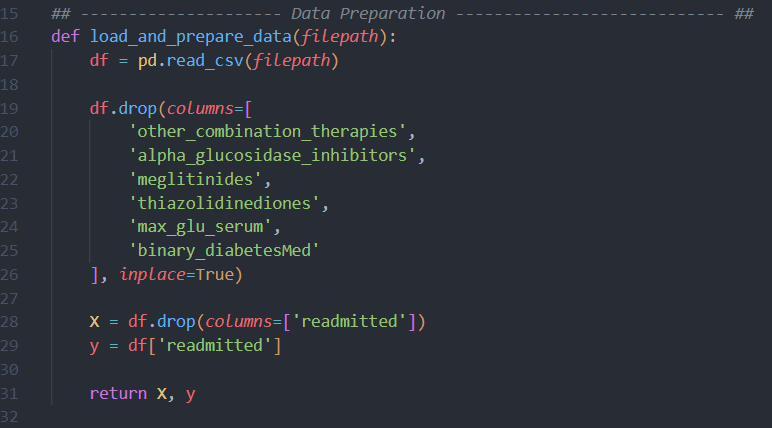 15 ## --------------------- Data Preparation ---------------------------- ##
16 def load_and_prepare_data(filepath):
17     df = pd.read_csv(filepath)
18
19     df.drop(columns=[
20         'other_combination_therapies',
21         'alpha_glucosidase_inhibitors',
22         'meglitinides',
23         'thiazolidinediones',
24         'max_glu_serum',
25         'binary_diabetesMed'
26     ], inplace=True)
27
28     X = df.drop(columns=['readmitted'])
29     y = df['readmitted']
30
31     return X, y
32